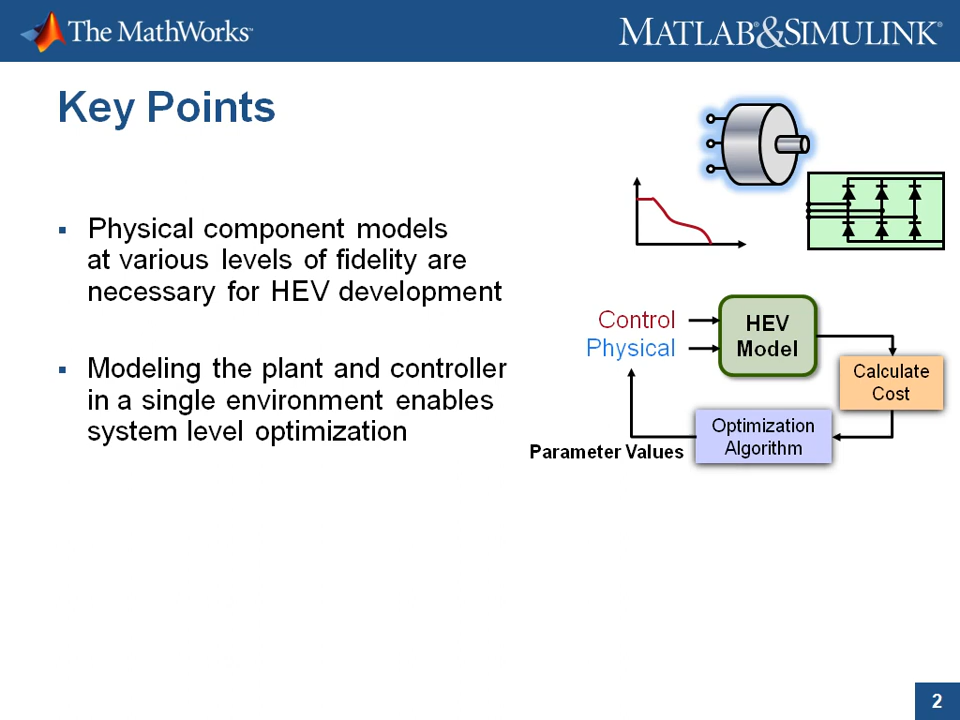 The MathWorks™
MATLAB®&SIMULINK®
Key Points
▪ Physical component models
at various levels of fidelity are
necessary for HEV development
▪ Modeling the plant and controller
in a single environment enables
system level optimization
Control
Physical
HEV
Model
Calculate
Cost
Optimization
Algorithm
Parameter Values
2